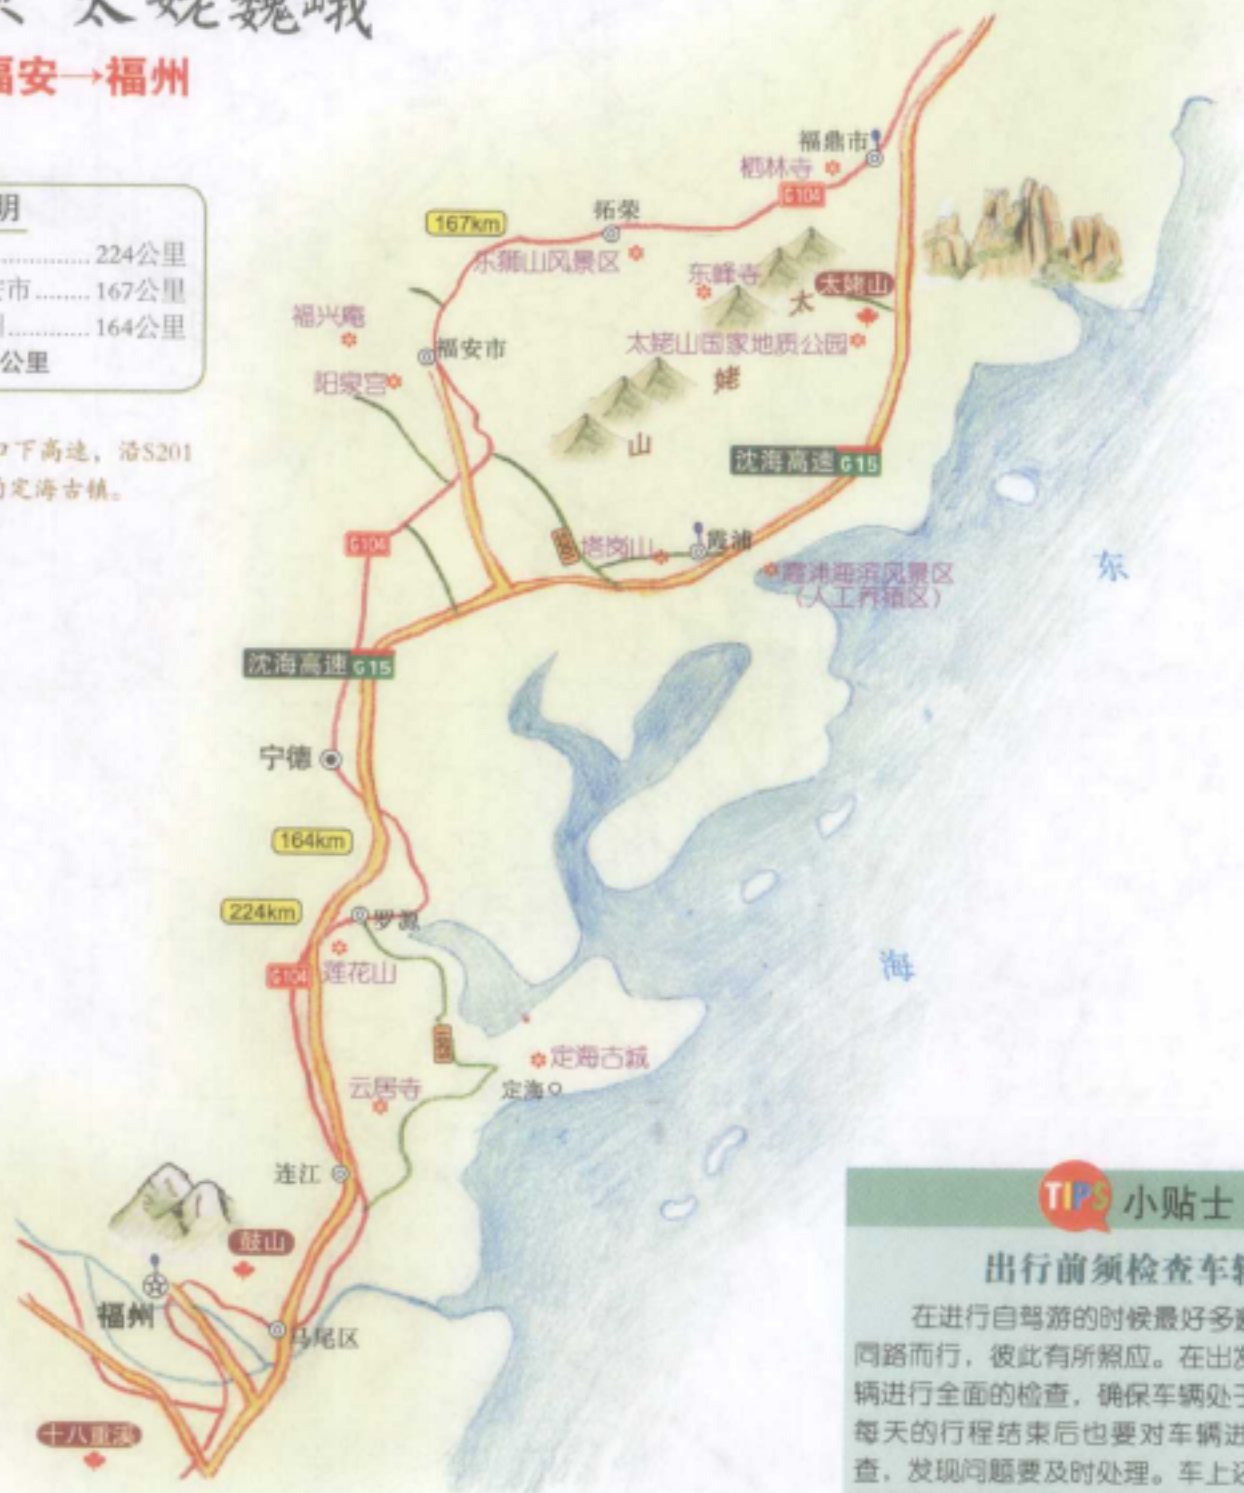 太姥巍峨
福安→福州
明
224公里
安市........167公里
164公里
公里
口下高速，沿S201
的定海古镇。
福鼎市
栖林寺
G104
拓荣
167km
东狮山风景区
东峰寺
太姥山
太
福兴庵
福安市
太姥山国家地质公园
阳泉宫
姥
山
沈海高速 G15
G104
塔岗山
霞浦
东
霞浦海滨风景区
（人工养殖区）
沈海高速 G15
宁德
164km
224km
罗源
海
G104
莲花山
定海古城
云居寺
定海
连江
TIPS 小贴士
鼓山
出行前须检查车辆
福州
在进行自驾游的时候最好多
马尾区
同路而行，彼此有所照应。在出发
辆进行全面的检查，确保车辆处于
十八重溪
每天的行程结束后也要对车辆进
查，发现问题要及时处理。车上还